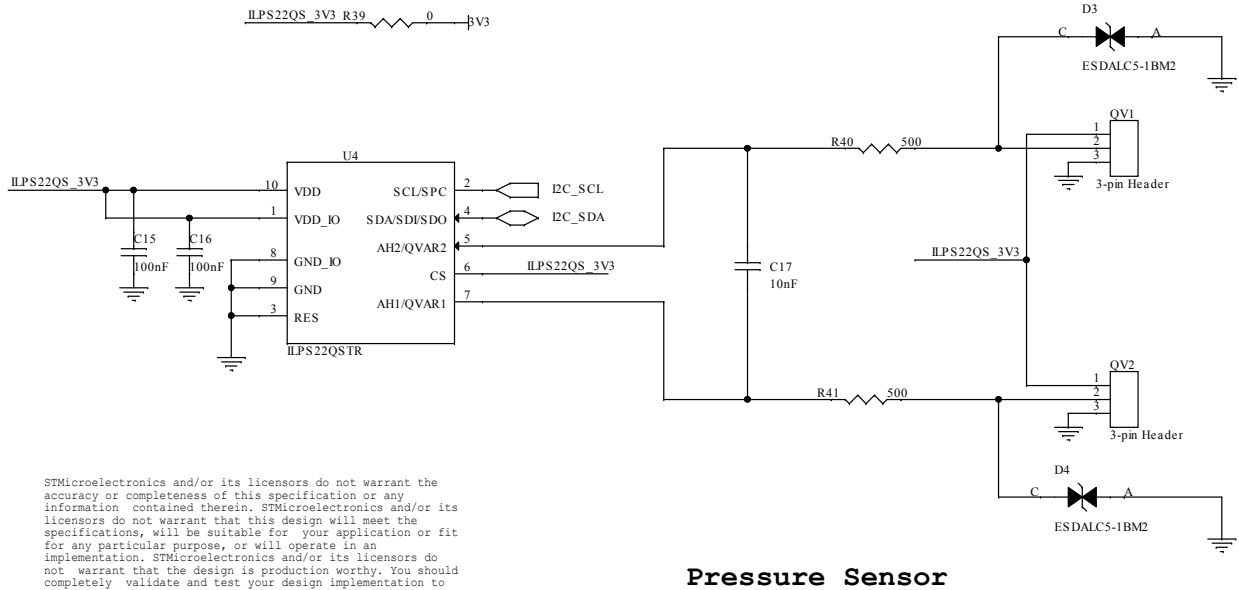 ILPS22QS_3V3 R39 0 3V3
D3
C A
ESDALC5-1BM2
QV1
1
2
3
3-pin Header
R40 500
U4
ILPS22QS_3V3
10 VDD
1 VDD_IO
8 GND_IO
9 GND
3 RES
SCL/SPC 2 I2C_SCL
SDA/SDI/SDO 4 I2C_SDA
AH2/QVAR2 5
CS 6 ILPS22QS_3V3
AH1/QVAR1 7
ILPS22QSTR
C15
100nF
C16
100nF
C17
10nF
ILPS22QS_3V3
R41 500
QV2
1
2
3
3-pin Header
D4
C A
ESDALC5-1BM2
STMicroelectronics and/or its licensors do not warrant the
accuracy or completeness of this specification or any
information contained therein. STMicroelectronics and/or its
licensors do not warrant that this design will meet the
specifications, will be suitable for your application or fit
for any particular purpose, or will operate in an
implementation. STMicroelectronics and/or its licensors do
not warrant that the design is production worthy. You should
completely validate and test your design implementation to
Pressure Sensor